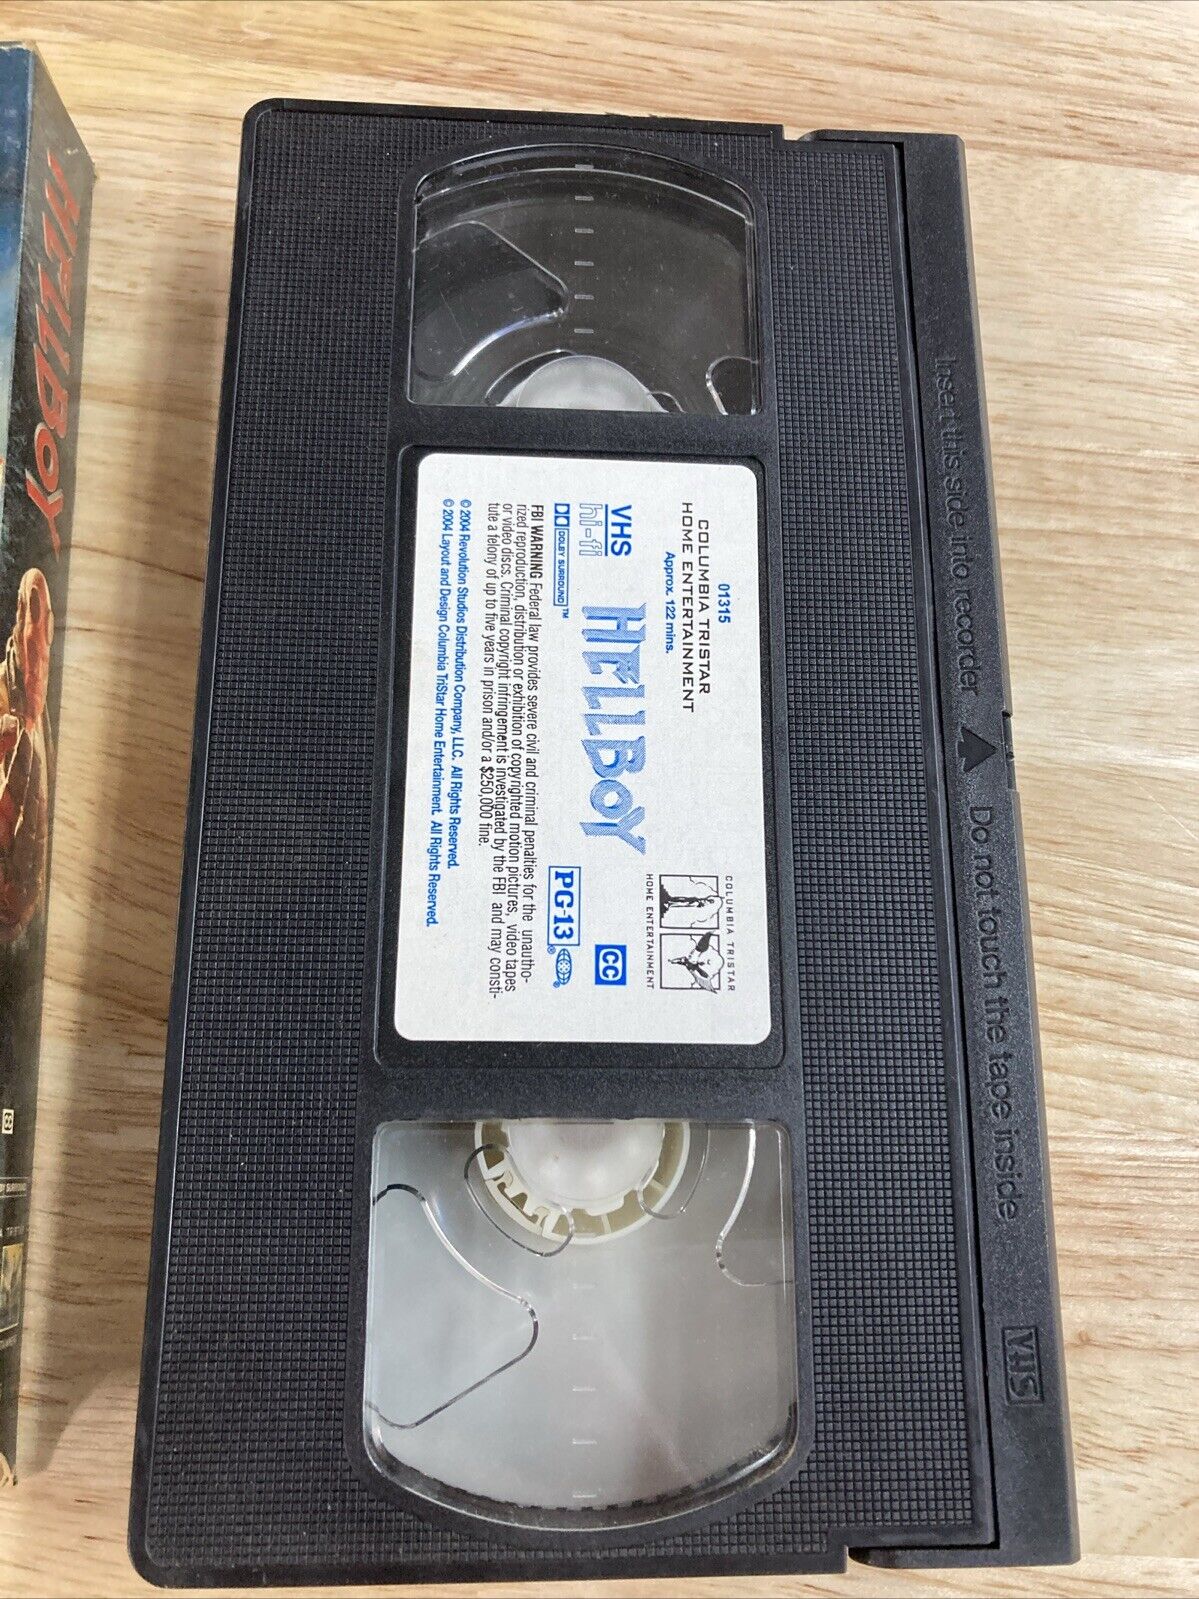 HELLBOY
01315
COLUMBIA TRISTAR
HOME ENTERTAINMENT
Approx. 122 mins.
COLUMBIA TRISTAR
HOME ENTERTAINMENT
VHS
hi-fi
DOLBY SURROUND™
HELLBOY
CC
PG-13®
FBI WARNING Federal law provides severe civil and criminal penalties for the unautho-
rized reproduction, distribution or exhibition of copyrighted motion pictures, video tapes
or video discs. Criminal copyright infringement is investigated by the FBI and may consti-
tute a felony of up to five years in prison and/or a $250,000 fine.
© 2004 Revolution Studios Distribution Company, LLC. All Rights Reserved.
© 2004 Layout and Design Columbia TriStar Home Entertainment. All Rights Reserved.
Insert this side into recorder ▲ Do not touch the tape inside
VHS